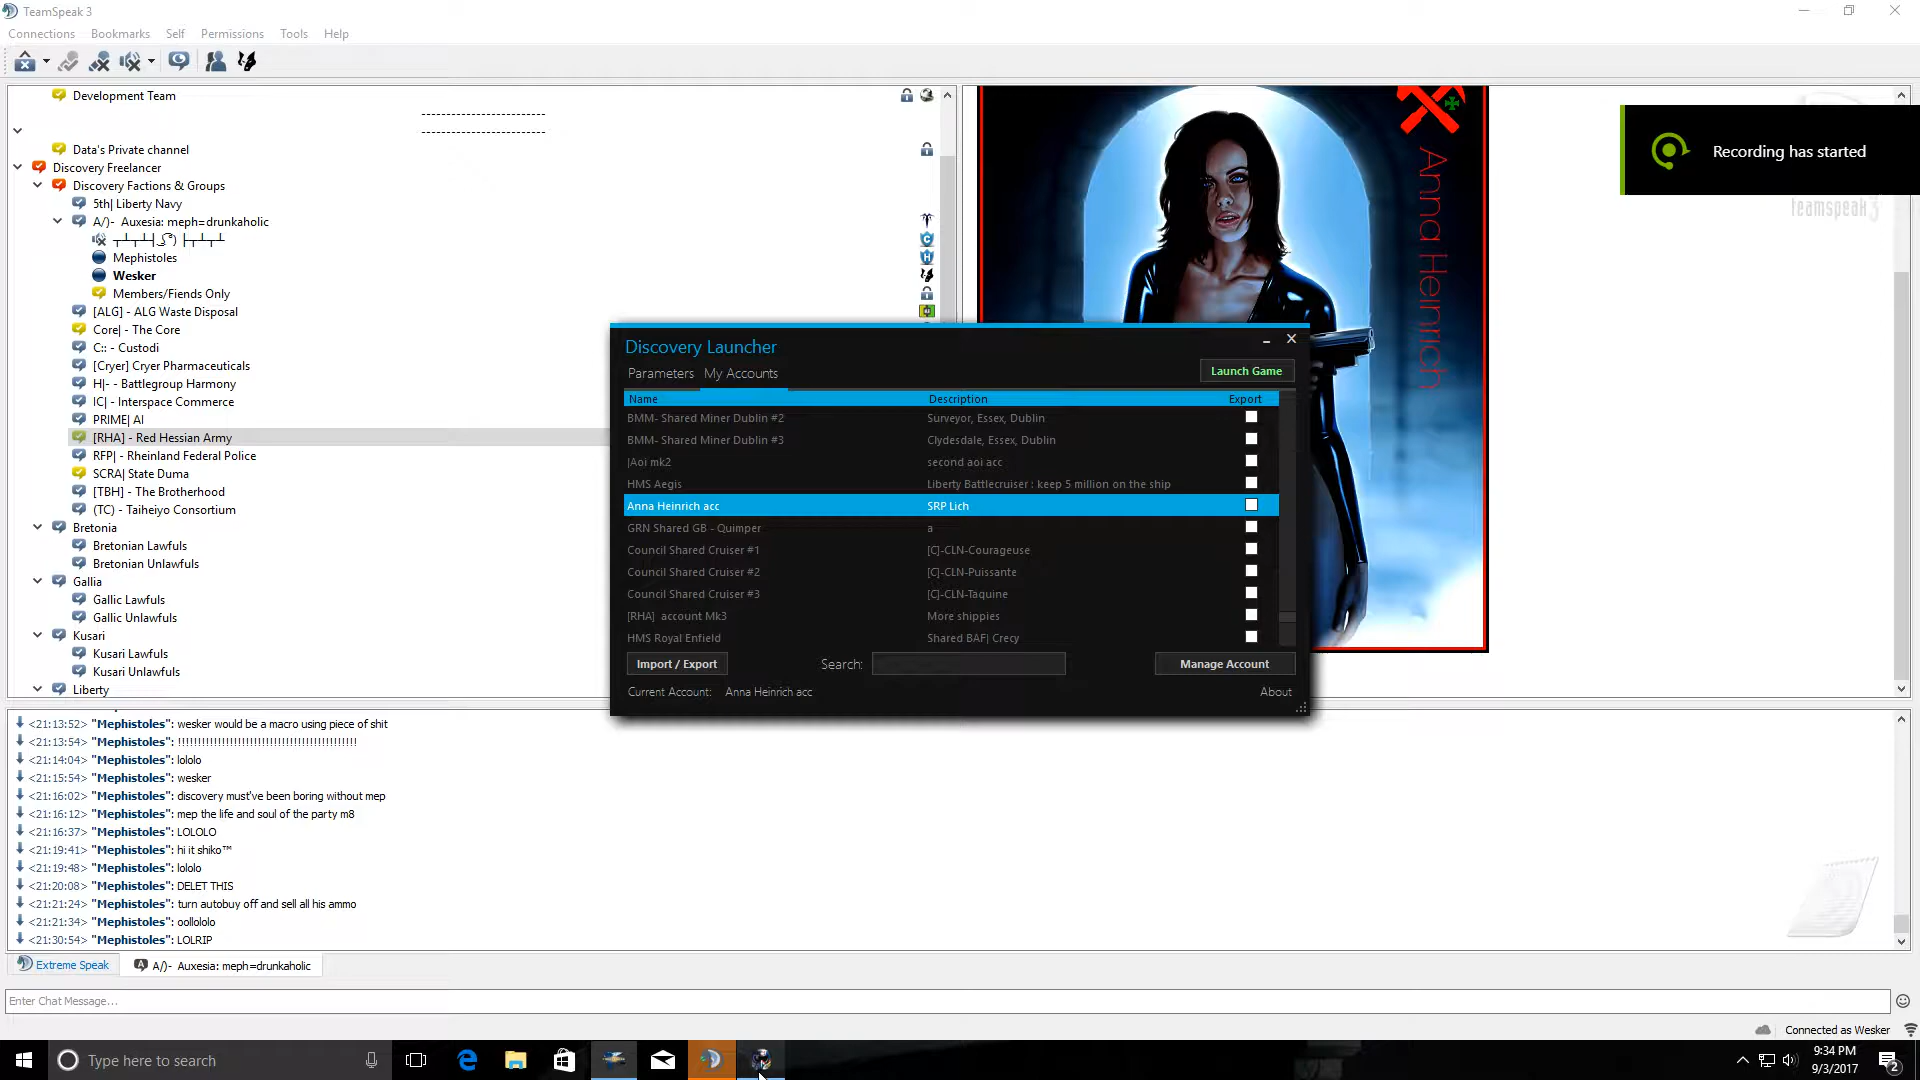 TeamSpeak 3
Connections Bookmarks Self Permissions Tools Help
Development Team
------------------------
------------------------
Data's Private channel
Discovery Freelancer
Discovery Factions & Groups
5th| Liberty Navy
A/)- Auxesia: meph=drunkaholic
Mephistoles
Wesker
Members/Fiends Only
[ALG] - ALG Waste Disposal
Core| - The Core
C:: - Custodi
[Cryer] Cryer Pharmaceuticals
H|- - Battlegroup Harmony
IC| - Interspace Commerce
PRIME| AI
[RHA] - Red Hessian Army
RFP| - Rheinland Federal Police
SCRA| State Duma
[TBH] - The Brotherhood
(TC) - Taiheiyo Consortium
Bretonia
Bretonian Lawfuls
Bretonian Unlawfuls
Gallia
Gallic Lawfuls
Gallic Unlawfuls
Kusari
Kusari Lawfuls
Kusari Unlawfuls
Liberty
Anna Heinrich
Recording has started
teamspeak 3
Discovery Launcher
Parameters My Accounts
Launch Game
Name Description Export
BMM- Shared Miner Dublin #2 Surveyor, Essex, Dublin
BMM- Shared Miner Dublin #3 Clydesdale, Essex, Dublin
|Aoi mk2 second aoi acc
HMS Aegis Liberty Battlecruiser : keep 5 million on the ship
Anna Heinrich acc SRP Lich
GRN Shared GB - Quimper a
Council Shared Cruiser #1 [C]-CLN-Courageuse
Council Shared Cruiser #2 [C]-CLN-Puissante
Council Shared Cruiser #3 [C]-CLN-Taquine
[RHA] account Mk3 More shippies
HMS Royal Enfield Shared BAF| Crecy
Import / Export Search: Manage Account
Current Account: Anna Heinrich acc About
<21:13:52> "Mephistoles": wesker would be a macro using piece of shit
<21:13:54> "Mephistoles": !!!!!!!!!!!!!!!!!!!!!!!!!!!!!!!!!!!!!!!!!!!!!
<21:14:04> "Mephistoles": lololo
<21:15:54> "Mephistoles": wesker
<21:16:02> "Mephistoles": discovery must've been boring without mep
<21:16:12> "Mephistoles": mep the life and soul of the party m8
<21:16:37> "Mephistoles": LOLOLO
<21:19:41> "Mephistoles": hi it shiko™
<21:19:48> "Mephistoles": lololo
<21:20:08> "Mephistoles": DELET THIS
<21:21:24> "Mephistoles": turn autobuy off and sell all his ammo
<21:21:34> "Mephistoles": oollololo
<21:30:54> "Mephistoles": LOLRIP
Extreme Speak A/)- Auxesia: meph=drunkaholic
Enter Chat Message...
Connected as Wesker
Type here to search
9:34 PM
9/3/2017
2